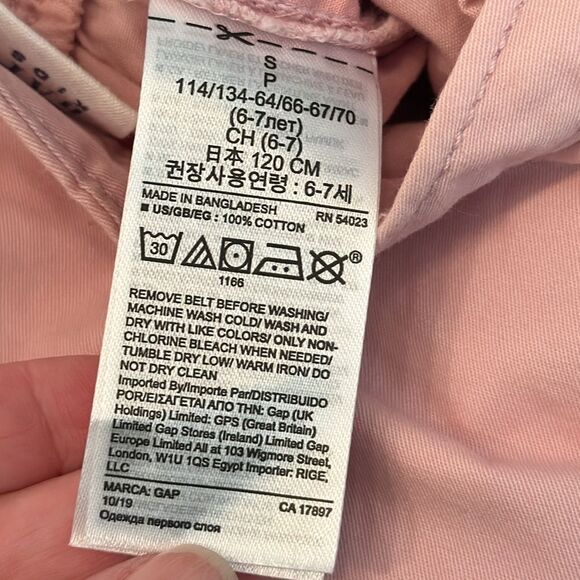 S
P
114/134-64/66-67/70
(6-7лет)
CH (6-7)
日本 120 CM
권장사용연령 : 6-7세
MADE IN BANGLADESH RN 54023
■ US/GB/EG : 100% COTTON
30 ®
1166
REMOVE BELT BEFORE WASHING/
MACHINE WASH COLD/ WASH AND
DRY WITH LIKE COLORS/ ONLY NON-
CHLORINE BLEACH WHEN NEEDED/
TUMBLE DRY LOW/ WARM IRON/ DO
NOT DRY CLEAN
Imported By/Importe Par/DISTRIBUIDO
POR/ΕΙΣΑΓΕΤΑΙ ΑΠΟ ΤΗΝ: Gap (UK
Holdings) Limited: GPS (Great Britain)
Limited Gap Stores (Ireland) Limited Gap
Europe Limited All at 103 Wigmore Street,
London, W1U 1QS Egypt Importer: RIGE,
LLC
MARCA: GAP CA 17897
10/19
Одежда первого слоя